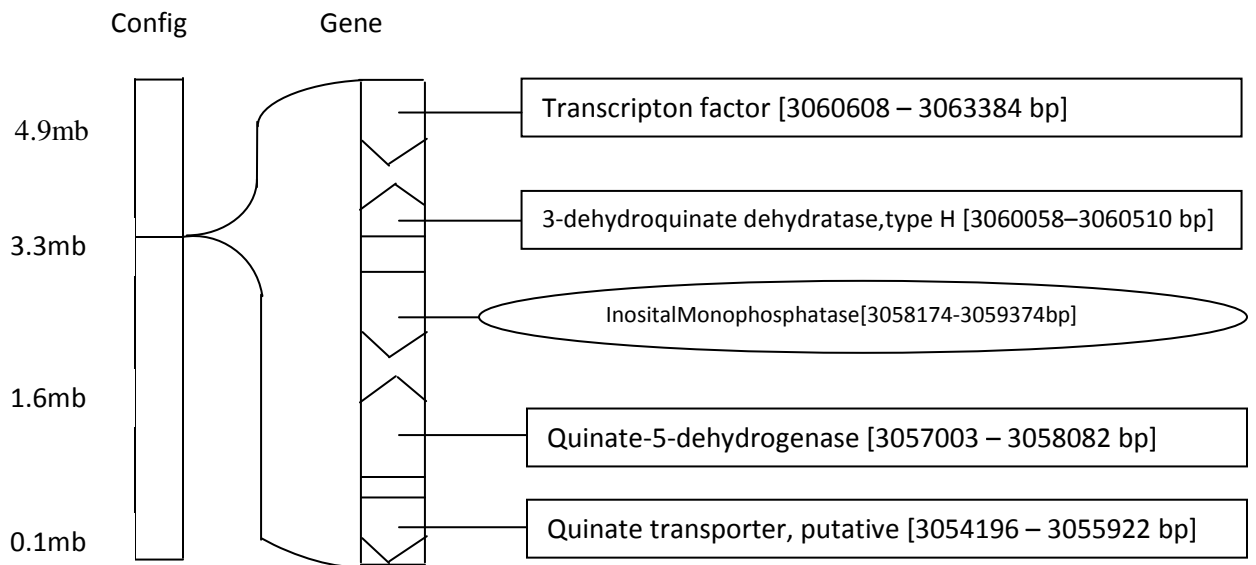 Config Gene
4.9mb
Transcripton factor [3060608 – 3063384 bp]
3-dehydroquinate dehydratase,type H [3060058–3060510 bp]
3.3mb
InositalMonophosphatase[3058174-3059374bp]
1.6mb
Quinate-5-dehydrogenase [3057003 – 3058082 bp]
Quinate transporter, putative [3054196 – 3055922 bp]
0.1mb